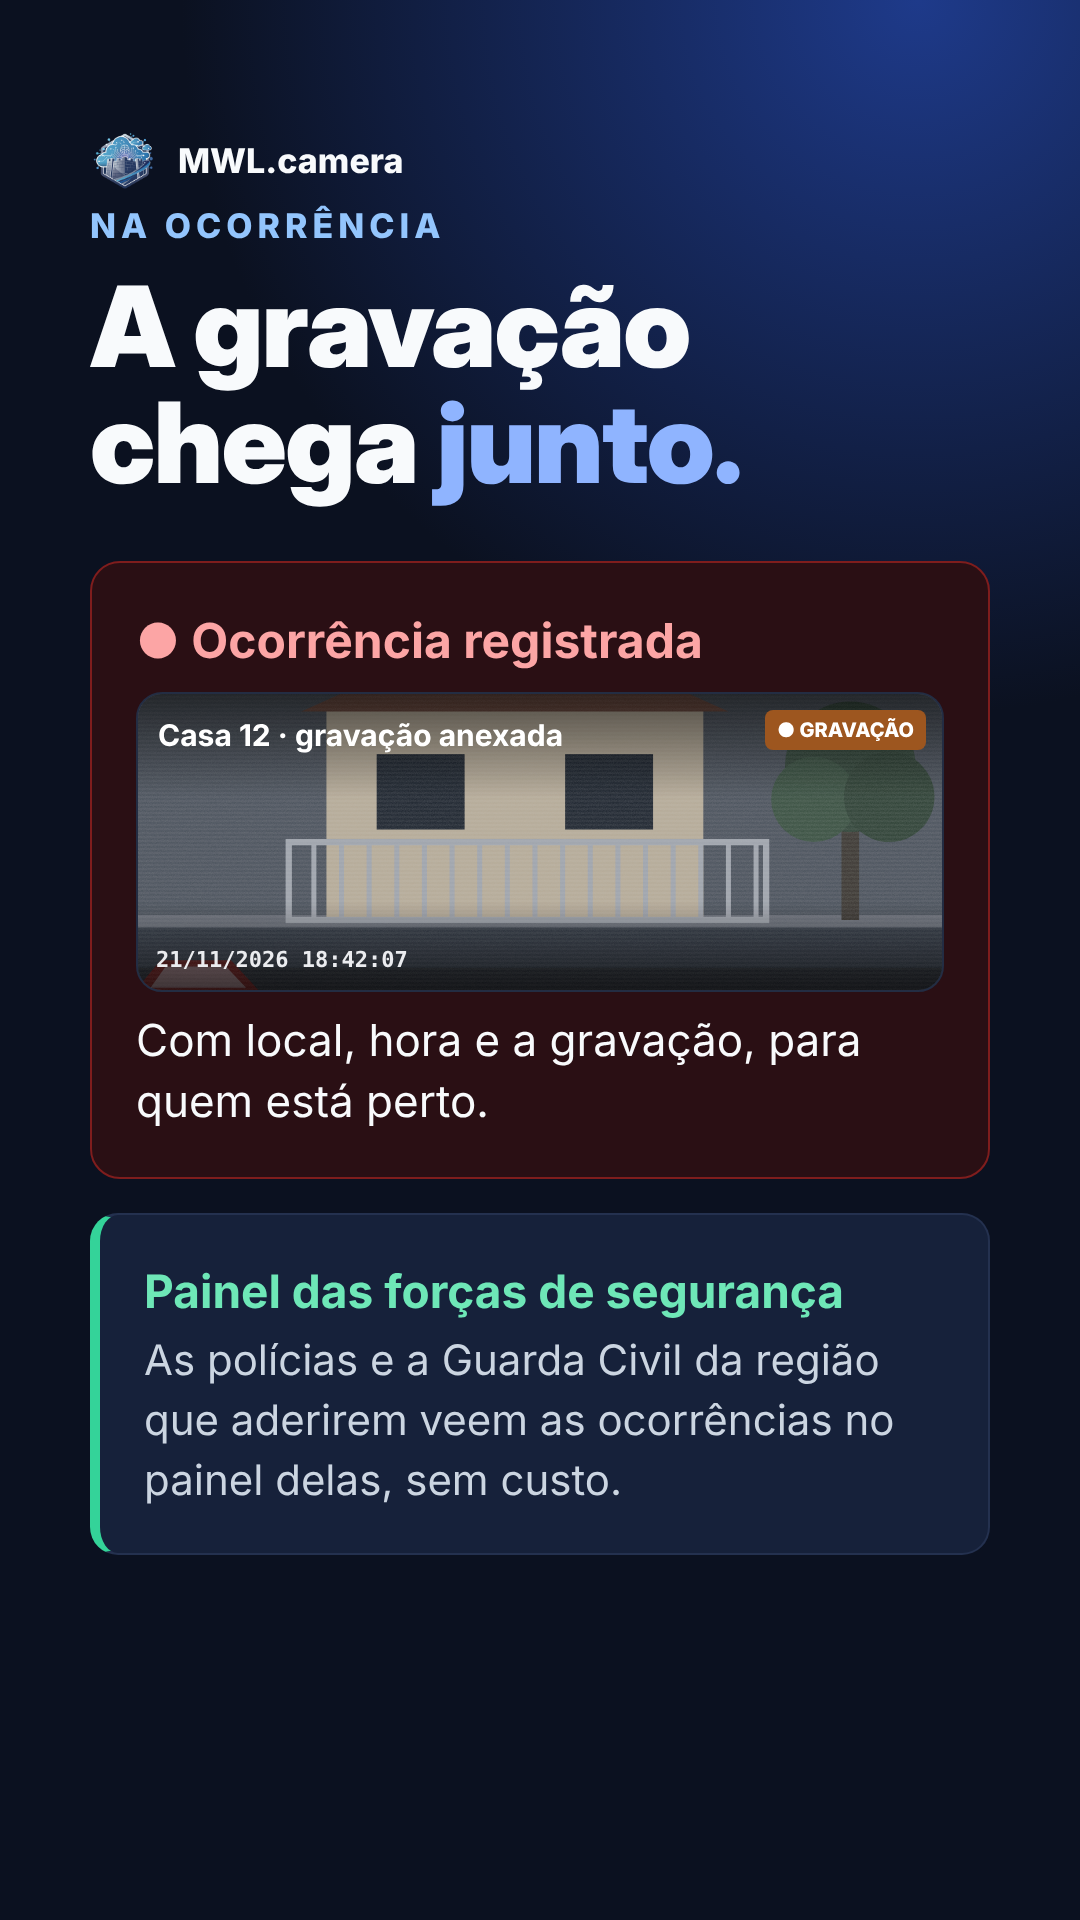 MWL.camera
NA OCORRÊNCIA
A gravação
chega junto.
Ocorrência registrada
Casa 12 · gravação anexada
GRAVAÇÃO
21/11/2026 18:42:07
Com local, hora e a gravação, para
quem está perto.
Painel das forças de segurança
As polícias e a Guarda Civil da região
que aderirem veem as ocorrências no
painel delas, sem custo.